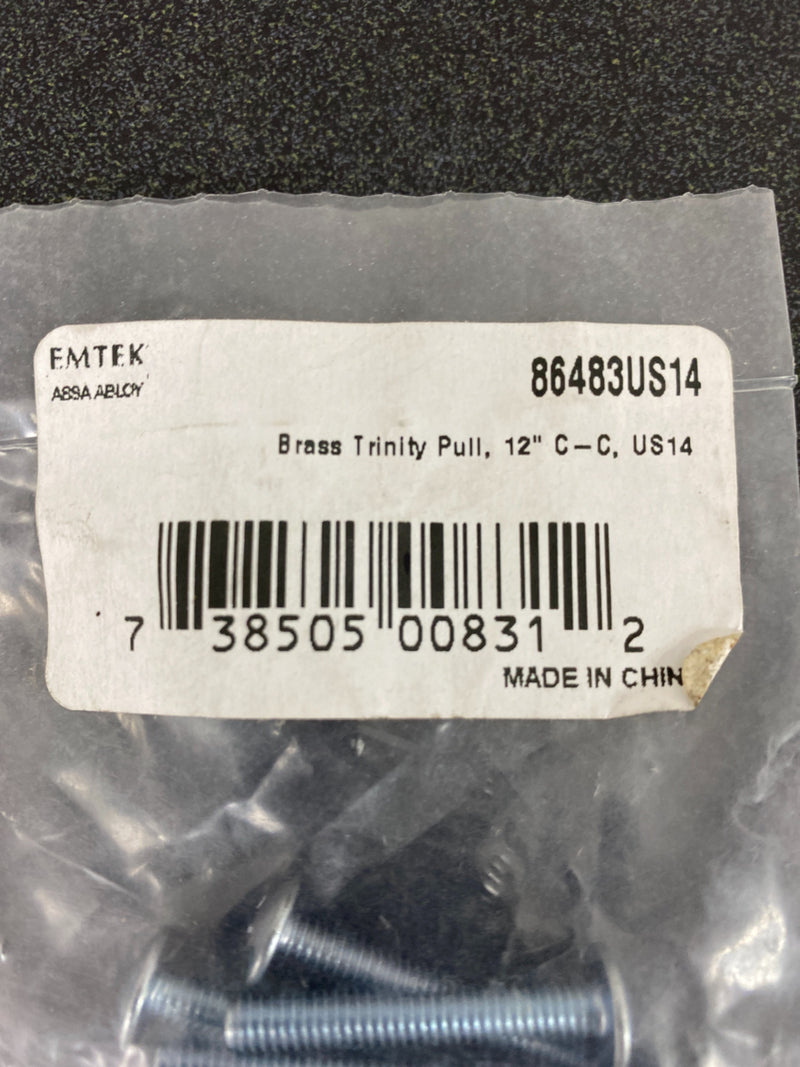 EMTEK
ASSA ABLOY
86483US14
Brass Trinity Pull, 12" C-C, US14
7 38505 00831 2
MADE IN CHIN